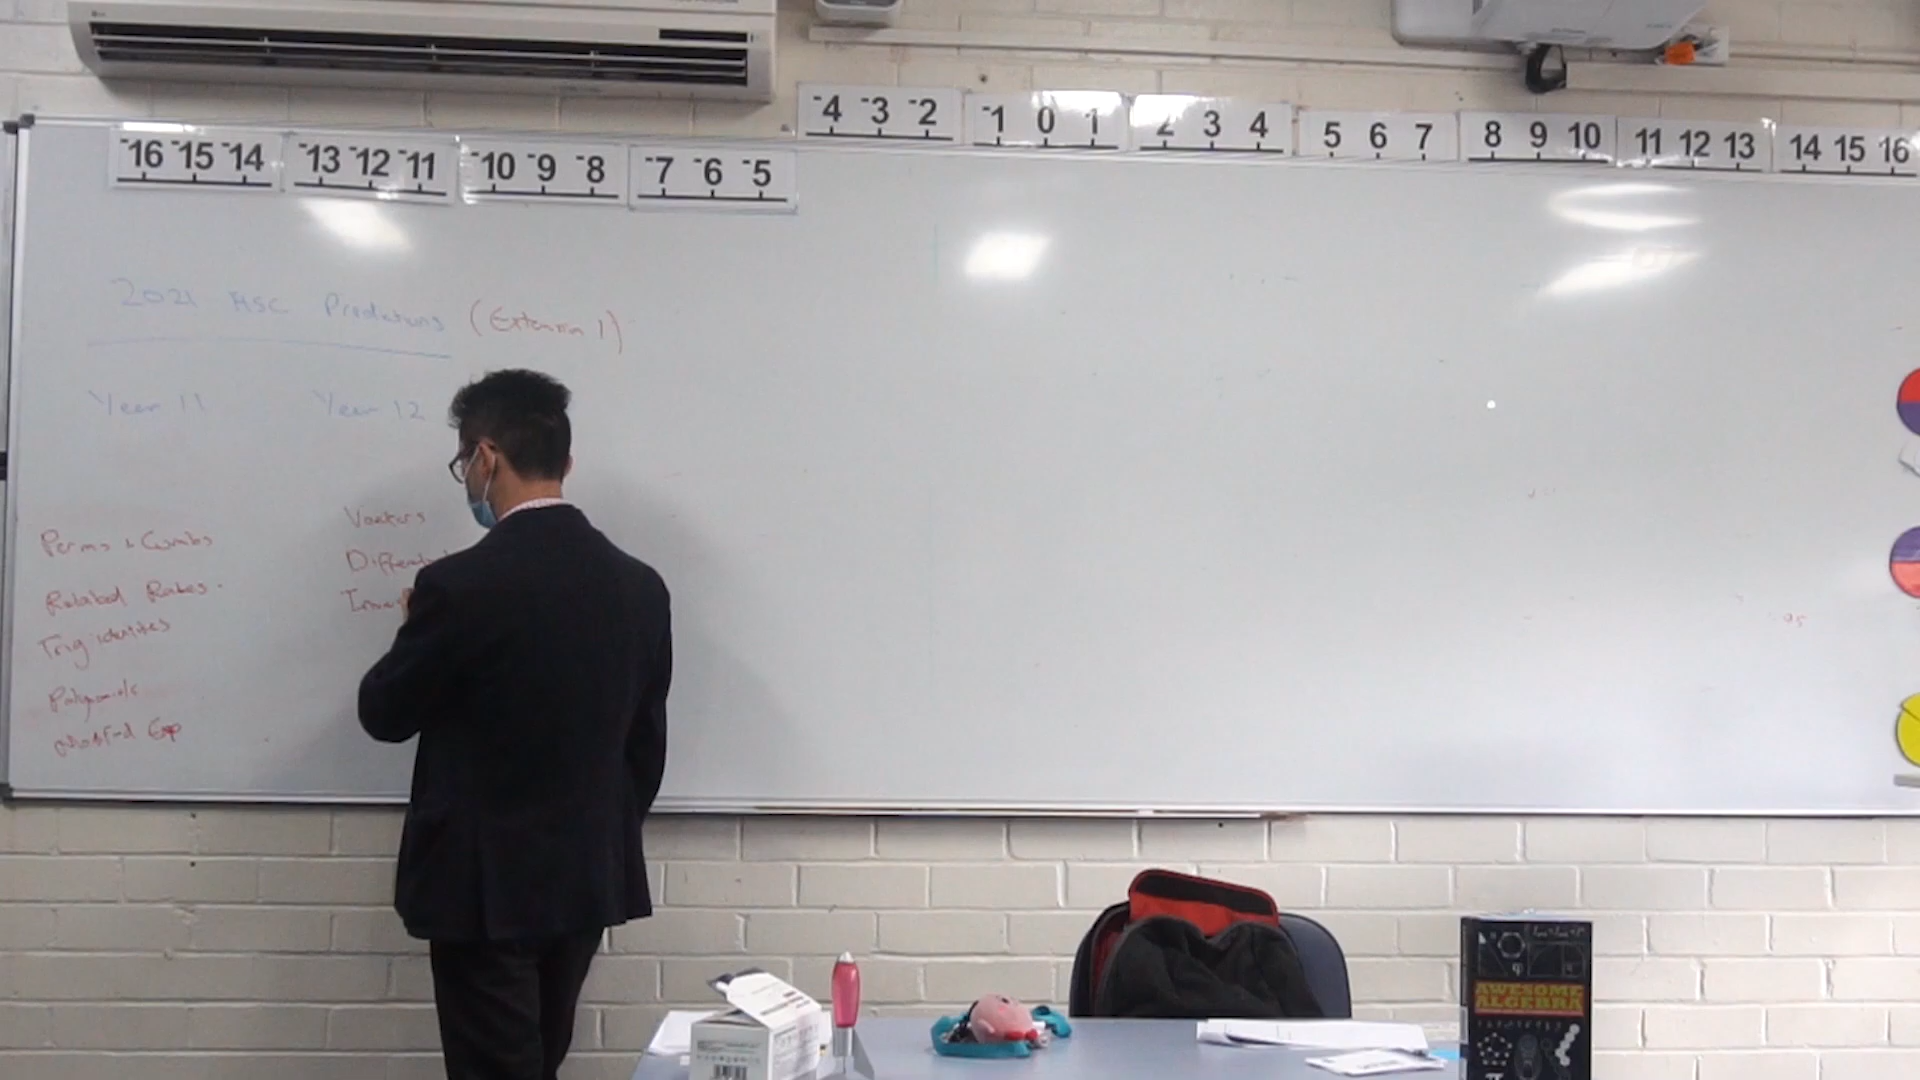 -4 -3 -2 -1 0 1 2 3 4 5 6 7 8 9 10 11 12 13 14 15 16
-16 -15 -14 -13 -12 -11 -10 -9 -8 -7 -6 -5
2021 HSC Predictions (Extension 1)
Year 11 Year 12
Vectors
Perms + Combs
Related Rates
Trig identities
Polynomials
AWESOME
ALGEBRA